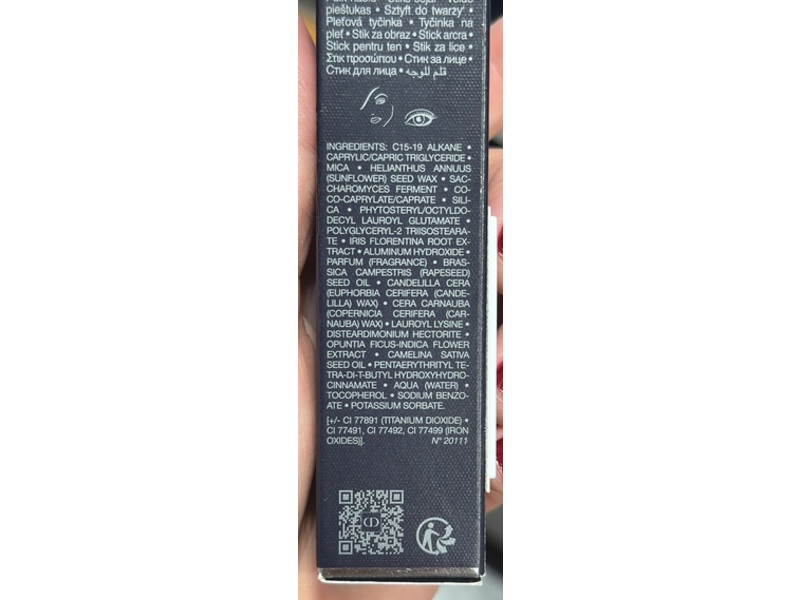 pieštukas • Sztyft do twarzy •
Pleťová tyčinka • Tyčinka na
pleť • Stik za obraz • Stick arcra •
Stick pentru ten • Stik za lice •
Στικ προσώπου • Стик за лице •
Стик для лица • قلم للوجه
INGREDIENTS: C15-19 ALKANE •
CAPRYLIC/CAPRIC TRIGLYCERIDE •
MICA • HELIANTHUS ANNUUS
(SUNFLOWER) SEED WAX • SAC-
CHAROMYCES FERMENT • CO-
CO-CAPRYLATE/CAPRATE • SILI-
CA • PHYTOSTERYL/OCTYLDO-
DECYL LAUROYL GLUTAMATE •
POLYGLYCERYL-2 TRIISOSTEARA-
TE • IRIS FLORENTINA ROOT EX-
TRACT • ALUMINUM HYDROXIDE •
PARFUM (FRAGRANCE) • BRAS-
SICA CAMPESTRIS (RAPESEED)
SEED OIL • CANDELILLA CERA
(EUPHORBIA CERIFERA (CANDE-
LILLA) WAX) • CERA CARNAUBA
(COPERNICIA CERIFERA (CAR-
NAUBA) WAX) • LAUROYL LYSINE •
DISTEARDIMONIUM HECTORITE •
OPUNTIA FICUS-INDICA FLOWER
EXTRACT • CAMELINA SATIVA
SEED OIL • PENTAERYTHRITYL TE-
TRA-DI-T-BUTYL HYDROXYHYDRO-
CINNAMATE • AQUA (WATER) •
TOCOPHEROL • SODIUM BENZO-
ATE • POTASSIUM SORBATE.
[+/- CI 77891 (TITANIUM DIOXIDE) •
CI 77491, CI 77492, CI 77499 (IRON
OXIDES)]. N° 20111
CD